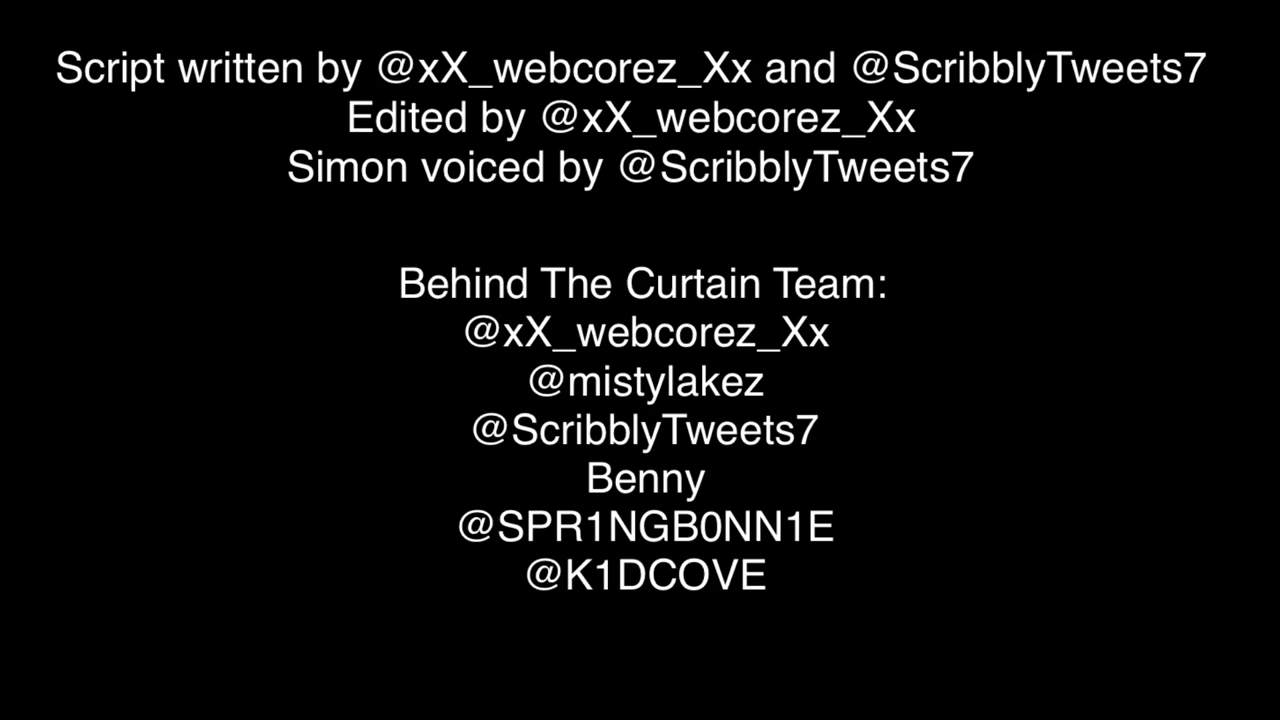 Script written by @xX_webcorez_Xx and @ScribblyTweets7
Edited by @xX_webcorez_Xx
Simon voiced by @ScribblyTweets7
Behind The Curtain Team:
@xX_webcorez_Xx
@mistylakez
@ScribblyTweets7
Benny
@SPR1NGB0NN1E
@K1DCOVE